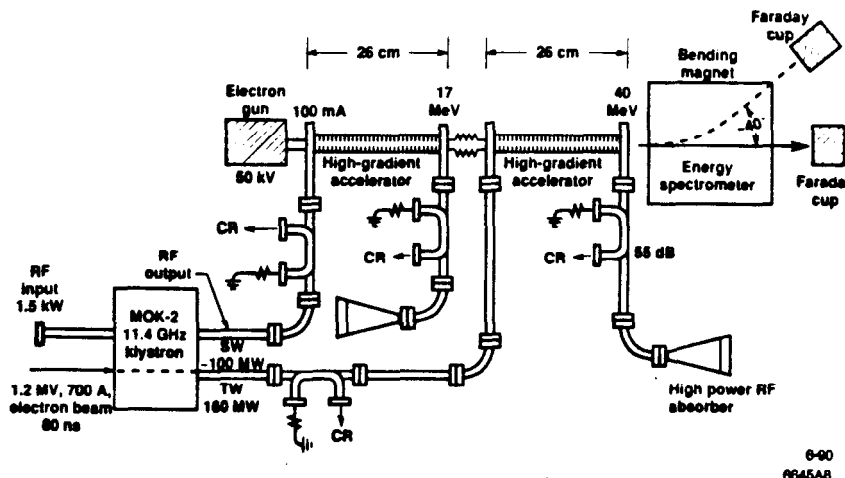 Faraday
cup
26 cm
26 cm
Bending
magnet
Electron
gun
100 mA
17
MeV
40
MeV
~40°
50 kV
High-gradient
accelerator
High-gradient
accelerator
Energy
spectrometer
Faraday
cup
CR
CR
CR
55 dB
RF
output
RF
input
1.5 kW
MOK-2
11.4 GHz
klystron
SW
~100 MW
TW
1.2 MV, 700 A,
electron beam
80 ns
CR
High power RF
absorber
6-90
6645A8